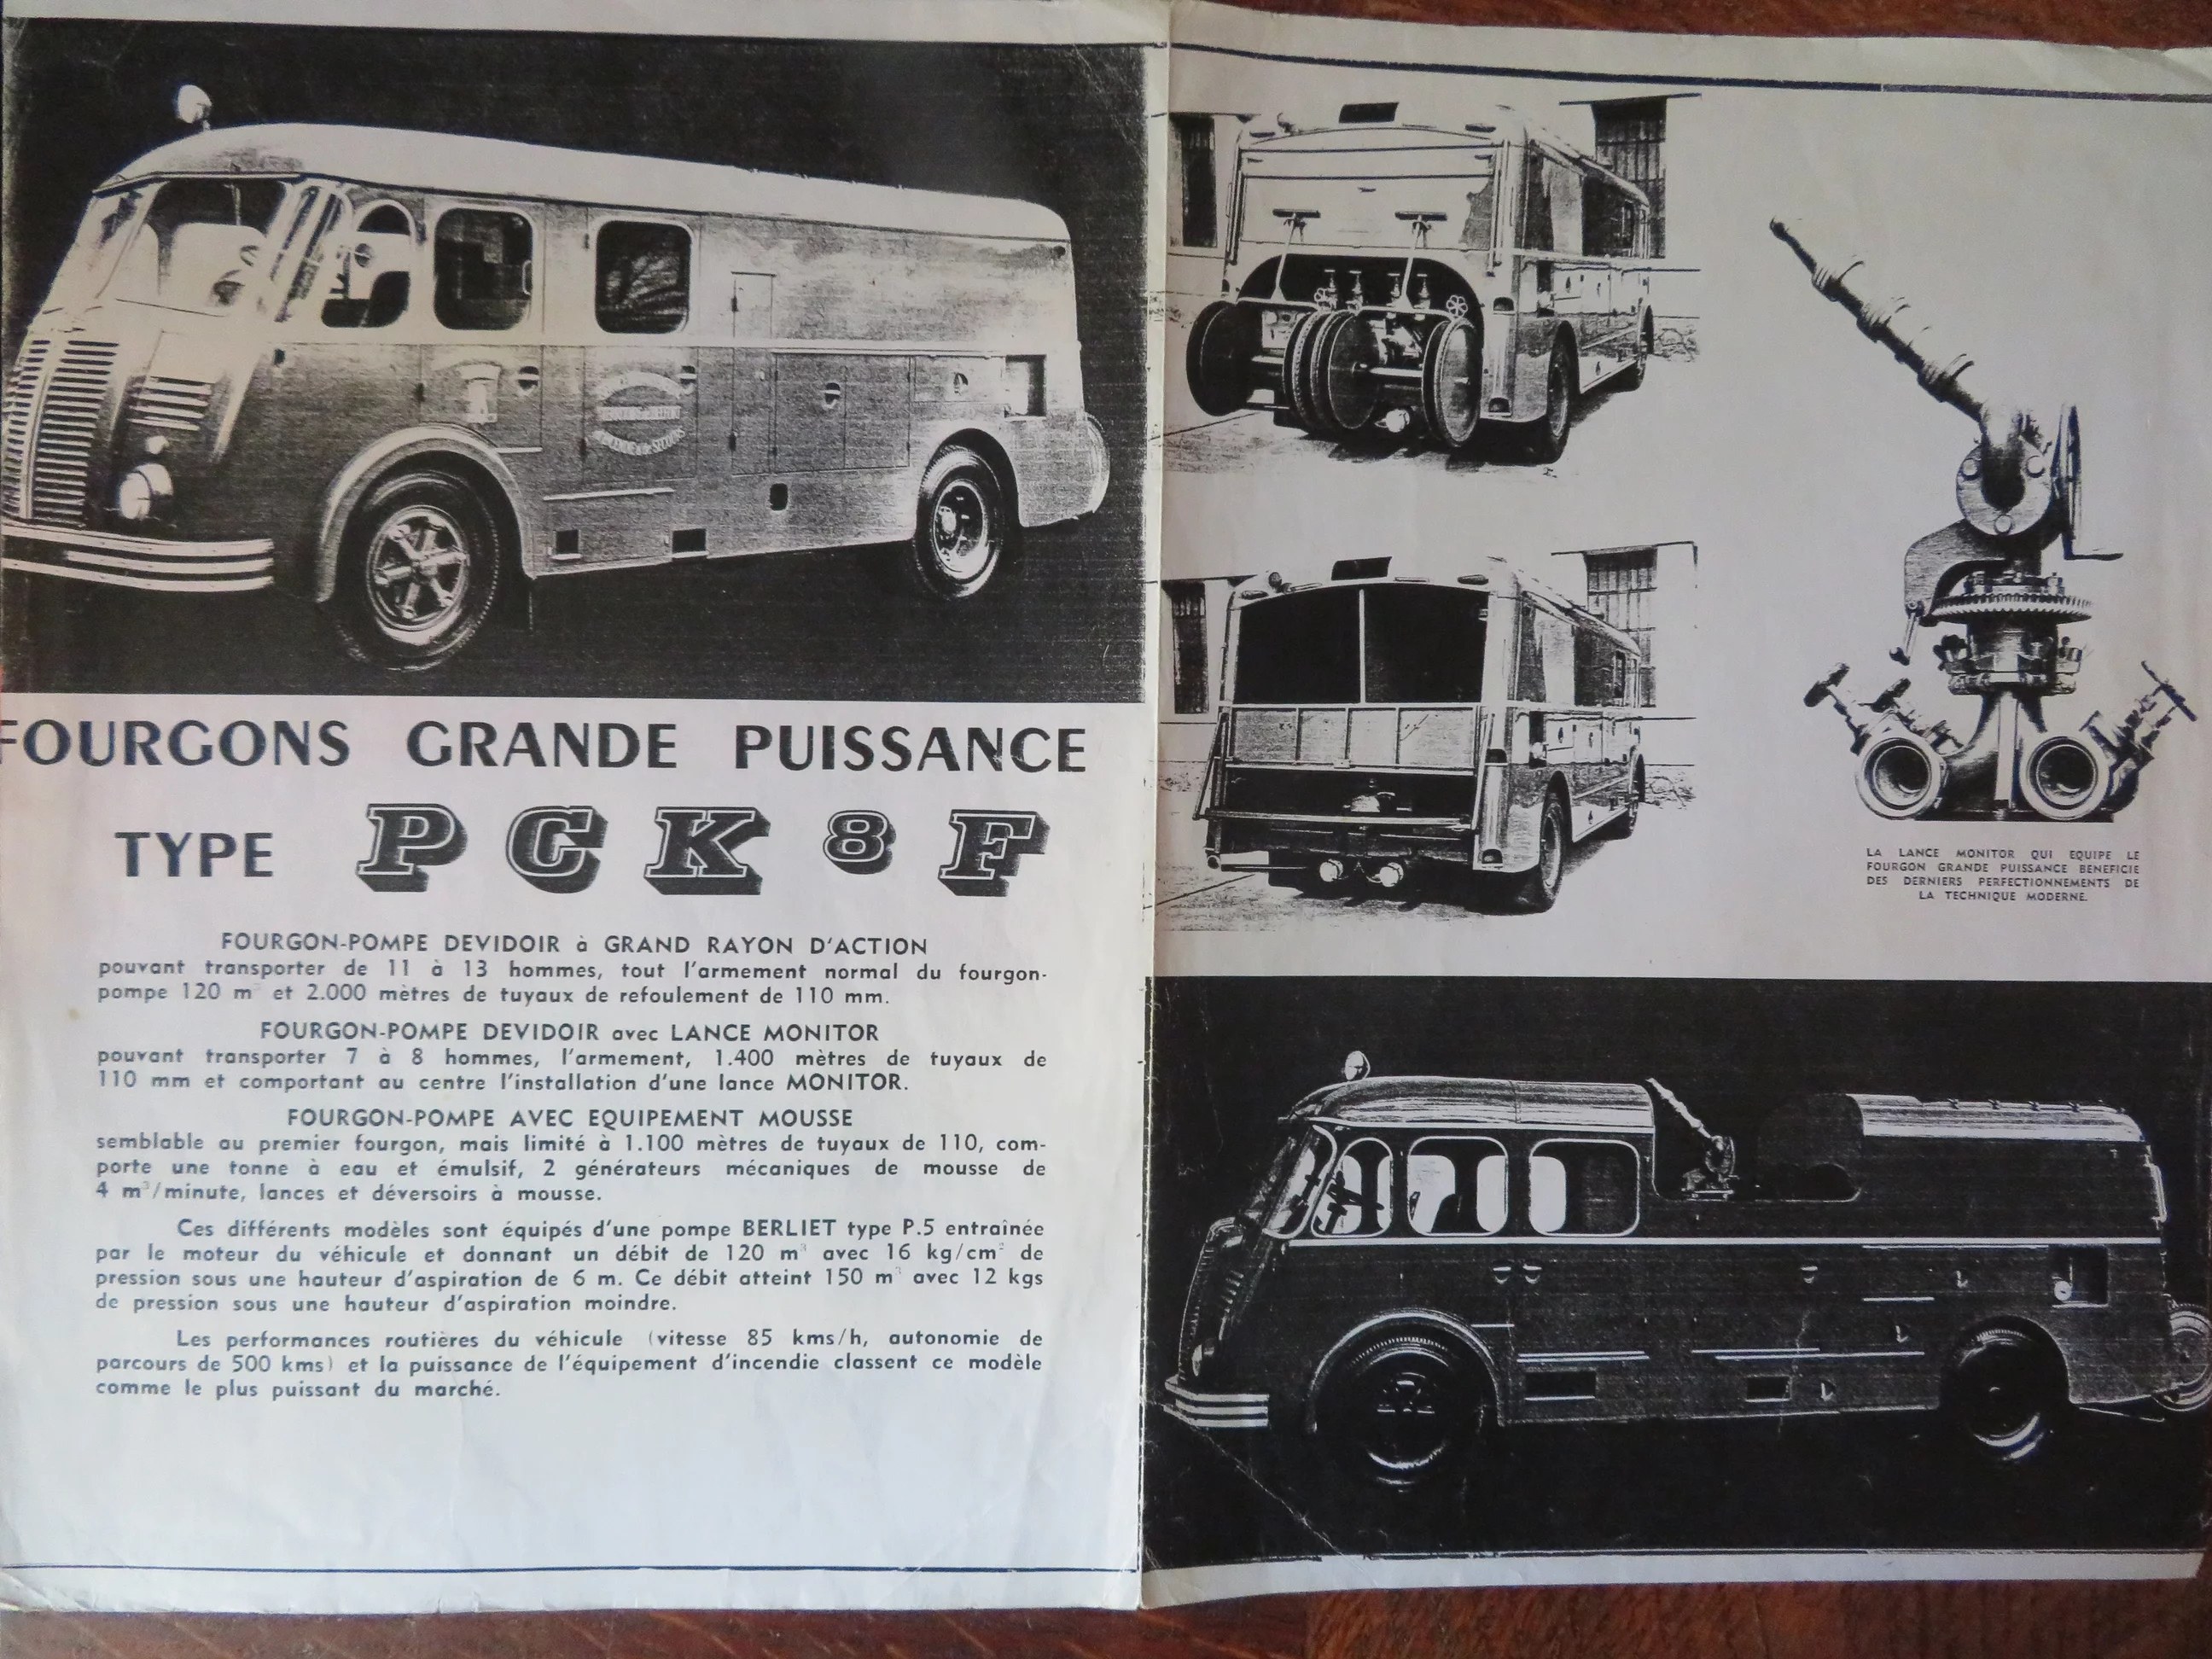 FOURGONS GRANDE PUISSANCE
TYPE PCK 8 F
FOURGON-POMPE DEVIDOIR à GRAND RAYON D'ACTION
pouvant transporter de 11 à 13 hommes, tout l'armement normal du fourgon-
pompe 120 m³ et 2.000 mètres de tuyaux de refoulement de 110 mm.
FOURGON-POMPE DEVIDOIR avec LANCE MONITOR
pouvant transporter 7 à 8 hommes, l'armement, 1.400 mètres de tuyaux de
110 mm et comportant au centre l'installation d'une lance MONITOR.
FOURGON-POMPE AVEC EQUIPEMENT MOUSSE
semblable au premier fourgon, mais limité à 1.100 mètres de tuyaux de 110, com-
porte une tonne à eau et émulsif, 2 générateurs mécaniques de mousse de
4 m³/minute, lances et déversoirs à mousse.
Ces différents modèles sont équipés d'une pompe BERLIET type P.5 entraînée
par le moteur du véhicule et donnant un débit de 120 m³ avec 16 kg/cm² de
pression sous une hauteur d'aspiration de 6 m. Ce débit atteint 150 m³ avec 12 kgs
de pression sous une hauteur d'aspiration moindre.
Les performances routières du véhicule (vitesse 85 kms/h, autonomie de
parcours de 500 kms) et la puissance de l'équipement d'incendie classent ce modèle
comme le plus puissant du marché.
LA LANCE MONITOR QUI EQUIPE LE
FOURGON GRANDE PUISSANCE BENEFICIE
DES DERNIERS PERFECTIONNEMENTS DE
LA TECHNIQUE MODERNE.